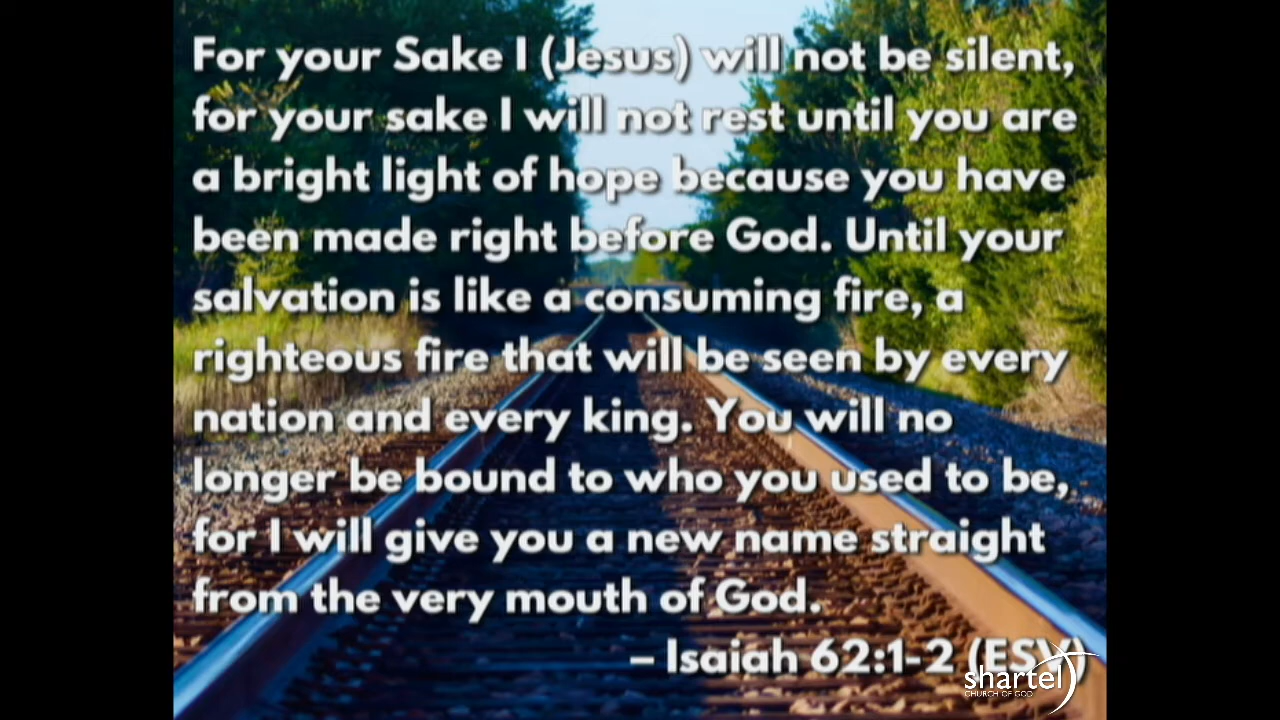 For your Sake I (Jesus) will not be silent,
for your sake I will not rest until you are
a bright light of hope because you have
been made right before God. Until your
salvation is like a consuming fire, a
righteous fire that will be seen by every
nation and every king. You will no
longer be bound to who you used to be,
for I will give you a new name straight
from the very mouth of God.
– Isaiah 62:1-2 (ESV)
shartel
CHURCH OF GOD